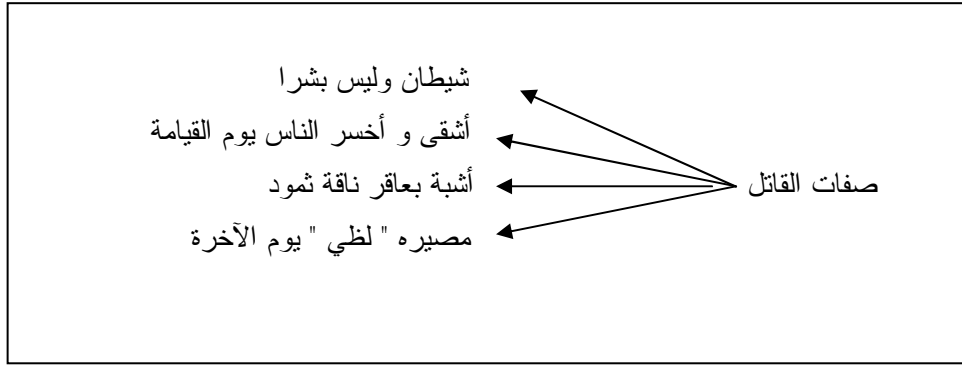 شيطان وليس بشرا
أشقى و أخسر الناس يوم القيامة
صفات القاتل
أشبة بعاقر ناقة ثمود
مصيره " لظي " يوم الآخرة